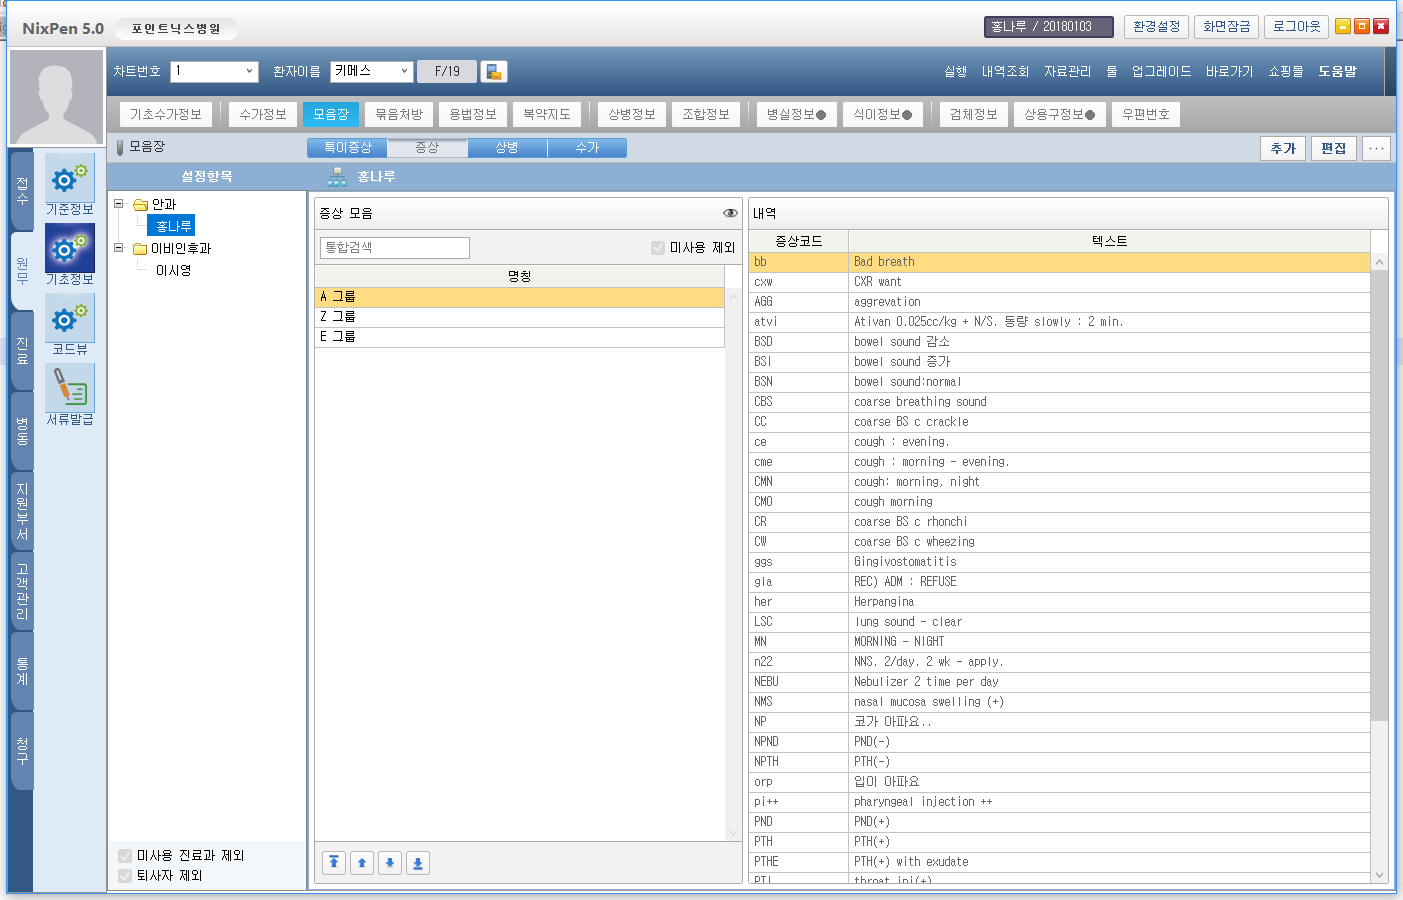 NixPen 5.0 포인트닉스병원 홍나루 / 20180103 환경설정 화면잠금 로그아웃
차트번호 1 환자이름 키메스 F/19 실행 내역조회 자료관리 툴 업그레이드 바로가기 쇼핑몰 도움말
기초수가정보 수가정보 모음장 묶음처방 용법정보 복약지도 상병정보 조합정보 병실정보● 식이정보● 검체정보 상용구정보● 우편번호
모음장 특이증상 증상 상병 수가 추가 편집 ...
설정항목 홍나루
접수
원무
진료
병동
지원부서
고객관리
통계
청구
기준정보
기초정보
코드뷰
서류발급
안과
홍나루
이비인후과
이시영
미사용 진료과 제외
퇴사자 제외
증상 모음
통합검색 미사용 제외
명칭
A 그룹
Z 그룹
E 그룹
내역
증상코드 텍스트
bb Bad breath
cxw CXR want
AGG aggrevation
atvi Ativan 0.025cc/kg + N/S. 동량 slowly : 2 min.
BSD bowel sound 감소
BSI bowel sound 증가
BSN bowel sound:normal
CBS coarse breathing sound
CC coarse BS c crackle
ce cough : evening.
cme cough : morning - evening.
CMN cough: morning, night
CMO cough morning
CR coarse BS c rhonchi
CW coarse BS c wheezing
ggs Gingivostomatitis
gla REC) ADM : REFUSE
her Herpangina
LSC lung sound - clear
MN MORNING - NIGHT
n22 NNS. 2/day. 2 wk - apply.
NEBU Nebulizer 2 time per day
NMS nasal mucosa swelling (+)
NP 코가 아파요..
NPND PND(-)
NPTH PTH(-)
orp 입이 아파요
pi++ pharyngeal injection ++
PND PND(+)
PTH PTH(+)
PTHE PTH(+) with exudate
PTI throat inj(+)